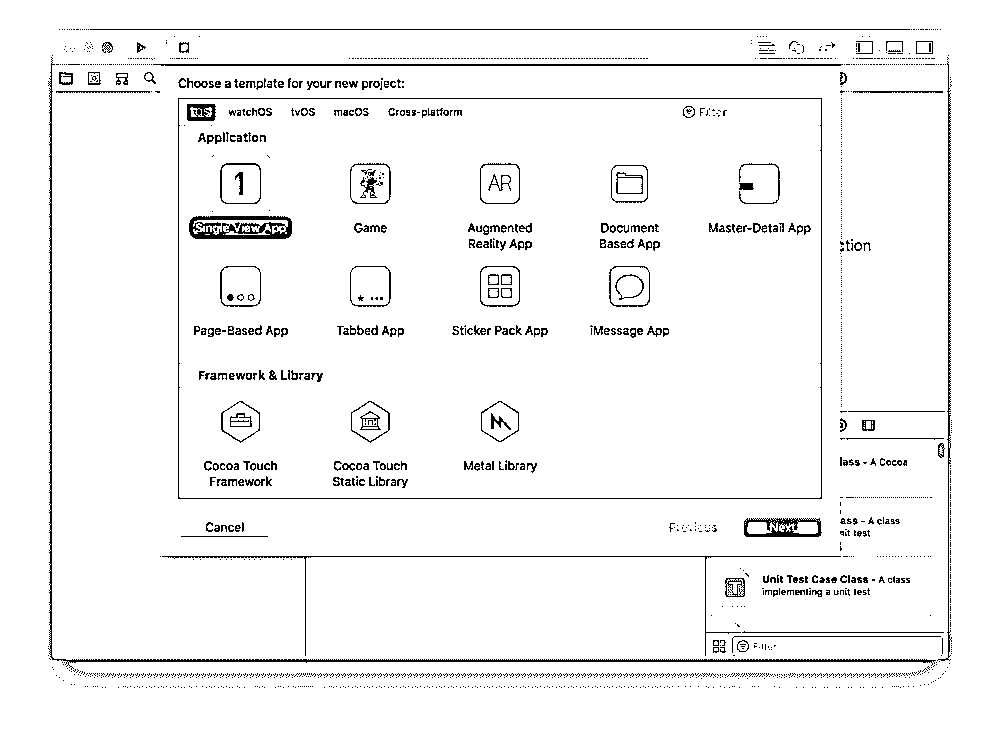 Choose a template for your new project:
iOS watchOS tvOS macOS Cross-platform Filter
Application
1
AR
Single View App
Game
Augmented
Reality App
Document
Based App
Master-Detail App
ction
Page-Based App
Tabbed App
Sticker Pack App
iMessage App
Framework & Library
Cocoa Touch
Framework
Cocoa Touch
Static Library
Metal Library
lass - A Cocoa
Cancel
Previous
Next
ass - A class
nit test
Unit Test Case Class - A class
implementing a unit test
Filter